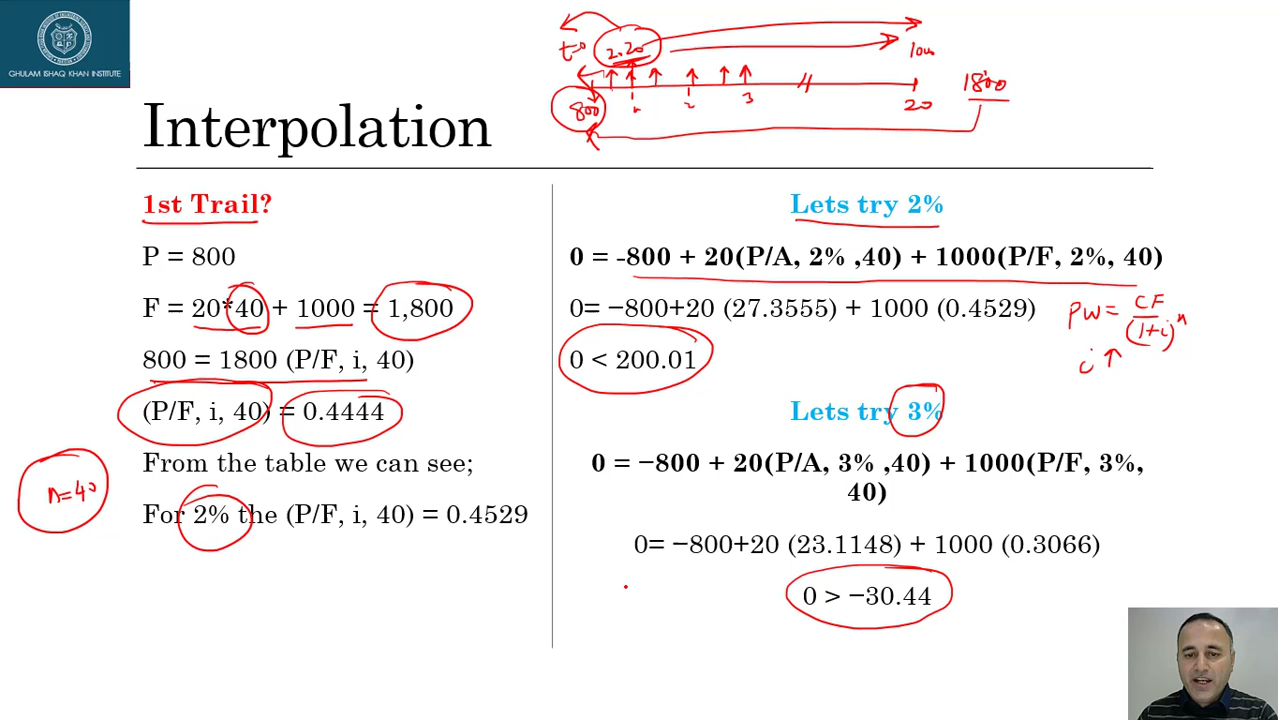 GHULAM ISHAQ KHAN INSTITUTE
Interpolation
t=0
2.20
800
1
2
3
20
1000
1800
1st Trail?
P = 800
F = 20*40 + 1000 = 1,800
800 = 1800 (P/F, i, 40)
(P/F, i, 40) = 0.4444
From the table we can see;
n=40
For 2% the (P/F, i, 40) = 0.4529
Lets try 2%
0 = -800 + 20(P/A, 2% ,40) + 1000(P/F, 2%, 40)
0= −800+20 (27.3555) + 1000 (0.4529)
0 < 200.01
PW = CF
(1+i)^n
i ↑
Lets try 3%
0 = −800 + 20(P/A, 3% ,40) + 1000(P/F, 3%,
40)
0= −800+20 (23.1148) + 1000 (0.3066)
0 > −30.44